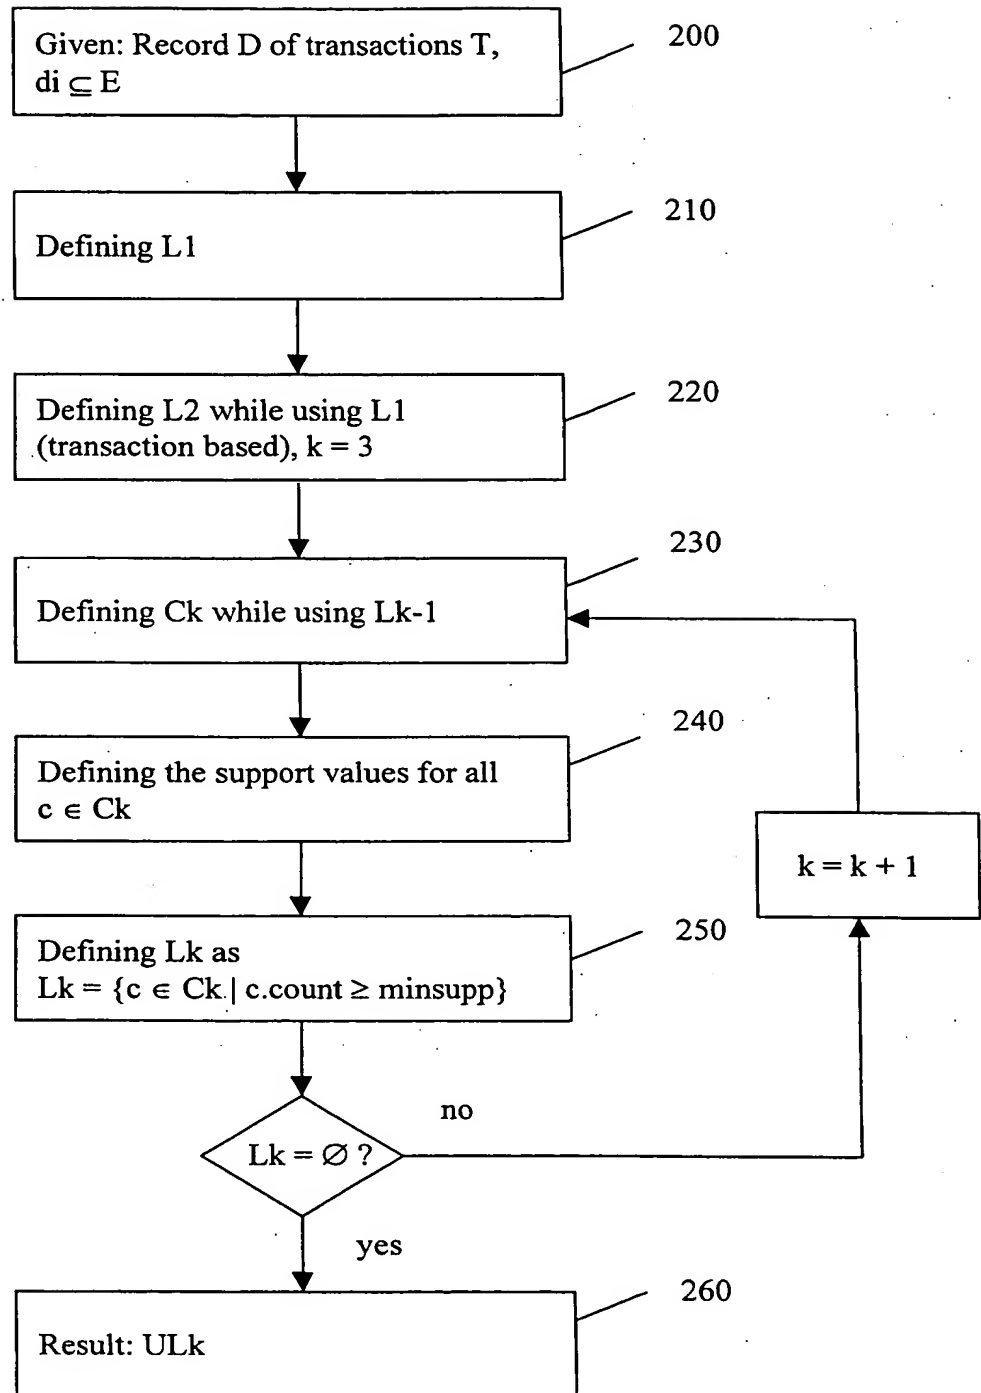 Given: Record D of transactions T,
di ⊆ E
200
Defining L1
210
Defining L2 while using L1
(transaction based), k = 3
220
Defining Ck while using Lk-1
230
Defining the support values for all
c ∈ Ck
240
k = k + 1
Defining Lk as
Lk = {c ∈ Ck | c.count ≥ minsupp}
250
Lk = ∅ ?
no
yes
Result: ULk
260